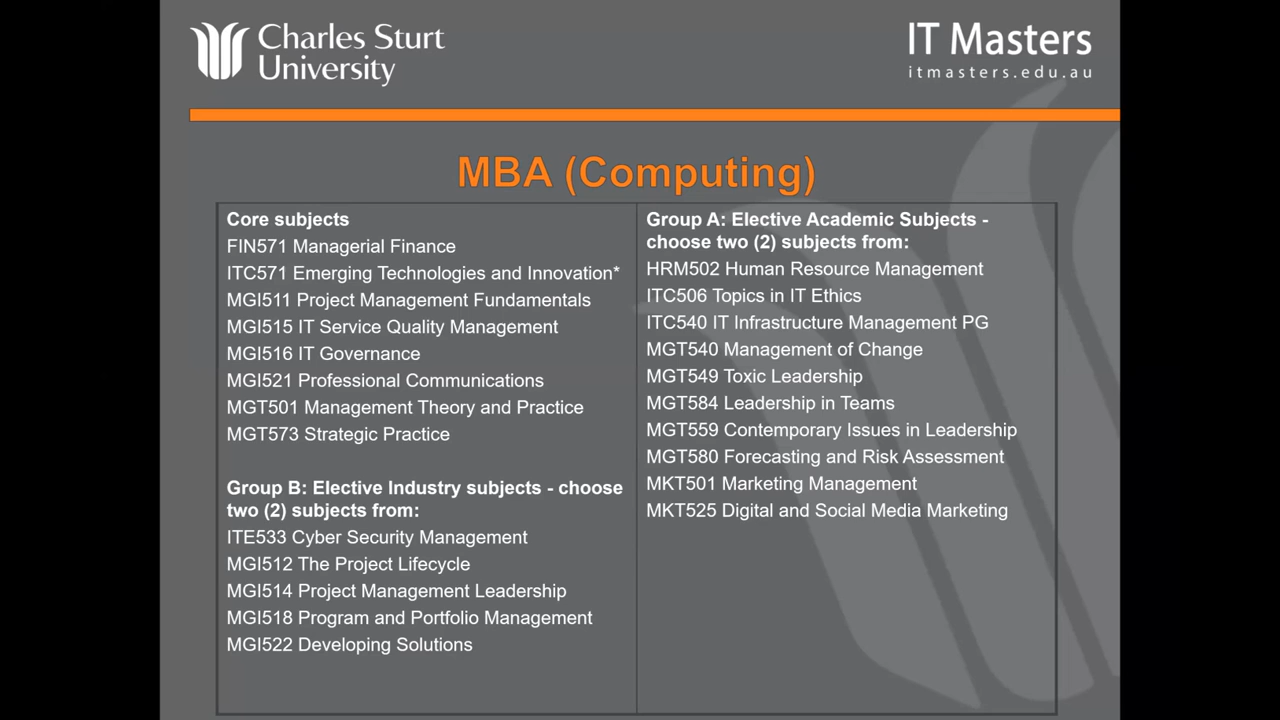 Charles Sturt
University
IT Masters
itmasters.edu.au
MBA (Computing)
Core subjects
FIN571 Managerial Finance
ITC571 Emerging Technologies and Innovation*
MGI511 Project Management Fundamentals
MGI515 IT Service Quality Management
MGI516 IT Governance
MGI521 Professional Communications
MGT501 Management Theory and Practice
MGT573 Strategic Practice
Group B: Elective Industry subjects - choose
two (2) subjects from:
ITE533 Cyber Security Management
MGI512 The Project Lifecycle
MGI514 Project Management Leadership
MGI518 Program and Portfolio Management
MGI522 Developing Solutions
Group A: Elective Academic Subjects -
choose two (2) subjects from:
HRM502 Human Resource Management
ITC506 Topics in IT Ethics
ITC540 IT Infrastructure Management PG
MGT540 Management of Change
MGT549 Toxic Leadership
MGT584 Leadership in Teams
MGT559 Contemporary Issues in Leadership
MGT580 Forecasting and Risk Assessment
MKT501 Marketing Management
MKT525 Digital and Social Media Marketing